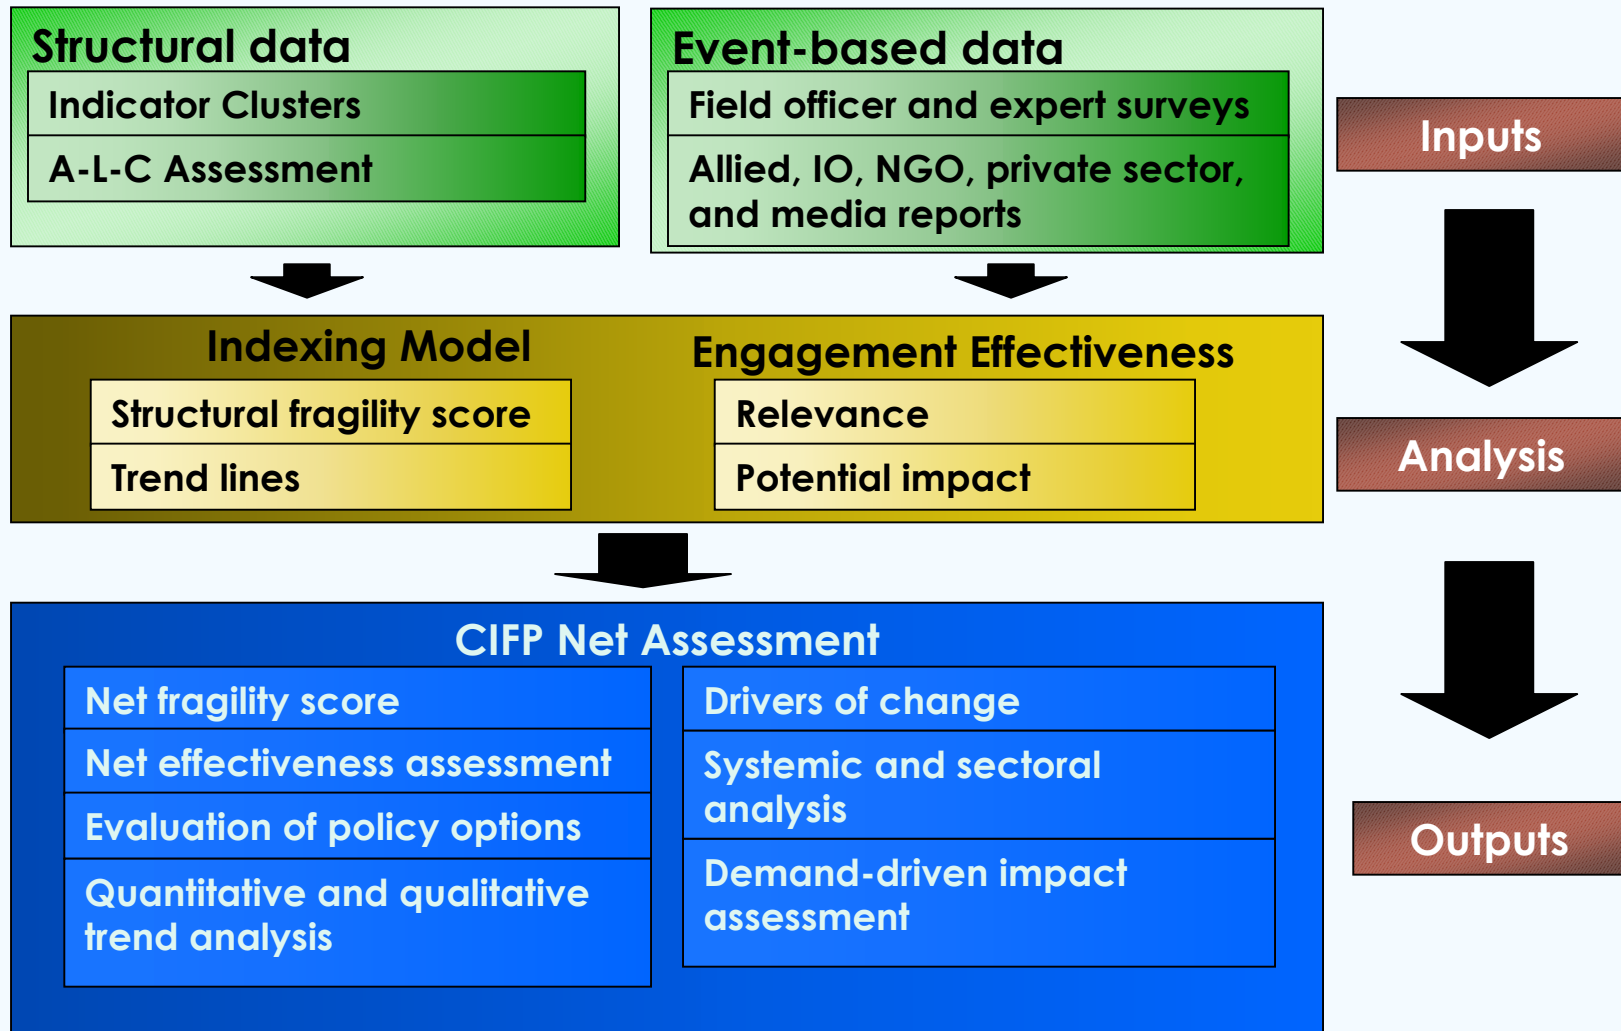 Structural data
Indicator Clusters
A-L-C Assessment
Event-based data
Field officer and expert surveys
Allied, IO, NGO, private sector,
and media reports
Inputs
Indexing Model
Structural fragility score
Trend lines
Engagement Effectiveness
Relevance
Potential impact
Analysis
CIFP Net Assessment
Net fragility score
Net effectiveness assessment
Evaluation of policy options
Quantitative and qualitative
trend analysis
Drivers of change
Systemic and sectoral
analysis
Demand-driven impact
assessment
Outputs